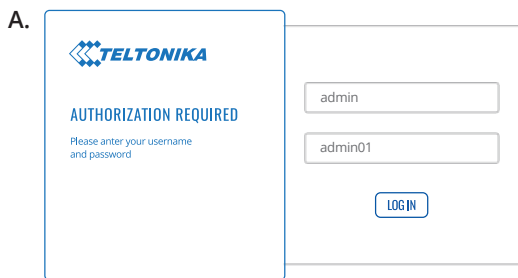 A.
TELTONIKA
AUTHORIZATION REQUIRED
Please anter your username
and password
admin
admin01
LOG IN